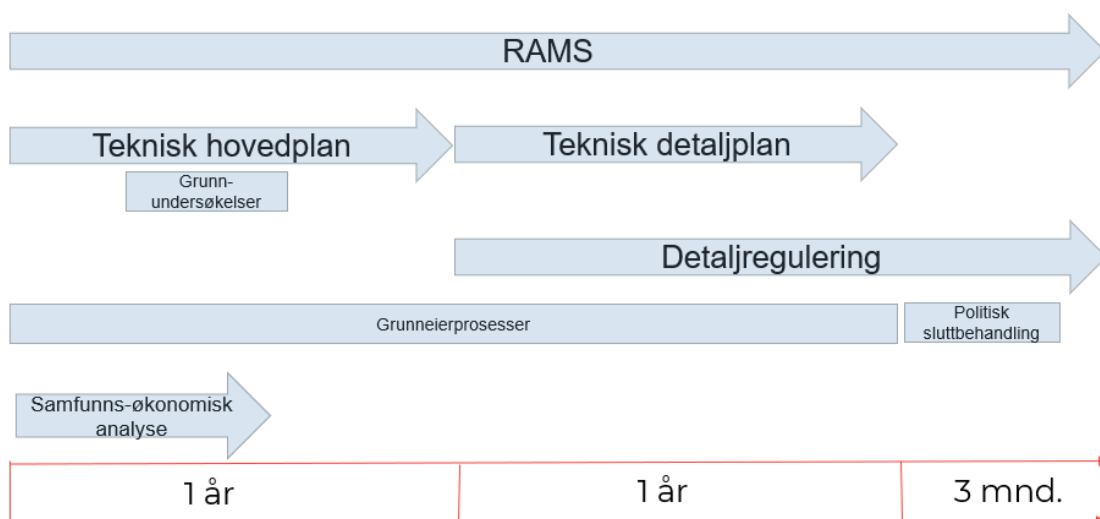 RAMS
Teknisk hovedplan
Teknisk detaljplan
Grunn-
undersøkelser
Detaljregulering
Grunneierprosesser
Politisk
sluttbehandling
Samfunns-økonomisk
analyse
1 år
1 år
3 mnd.